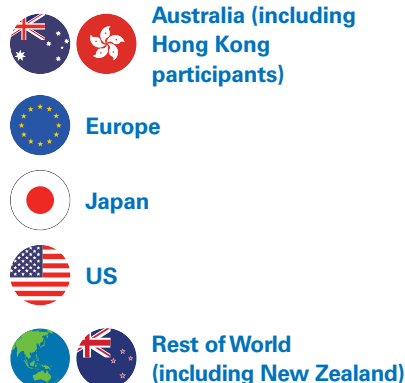 Australia (including
Hong Kong
participants)
Europe
Japan
US
Rest of World
(including New Zealand)